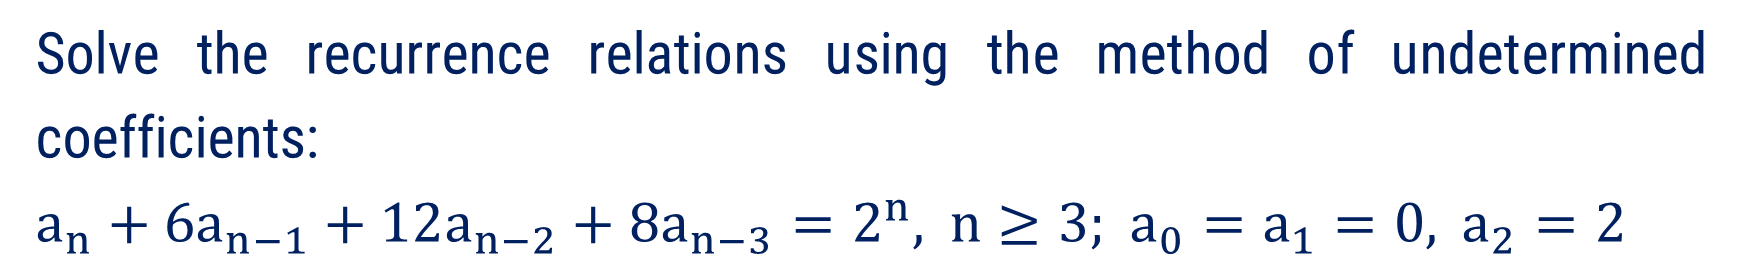 Solve the recurrence relations using the method of undetermined
coefficients:
aₙ + 6aₙ₋₁ + 12aₙ₋₂ + 8aₙ₋₃ = 2ⁿ, n ≥ 3; a₀ = a₁ = 0, a₂ = 2